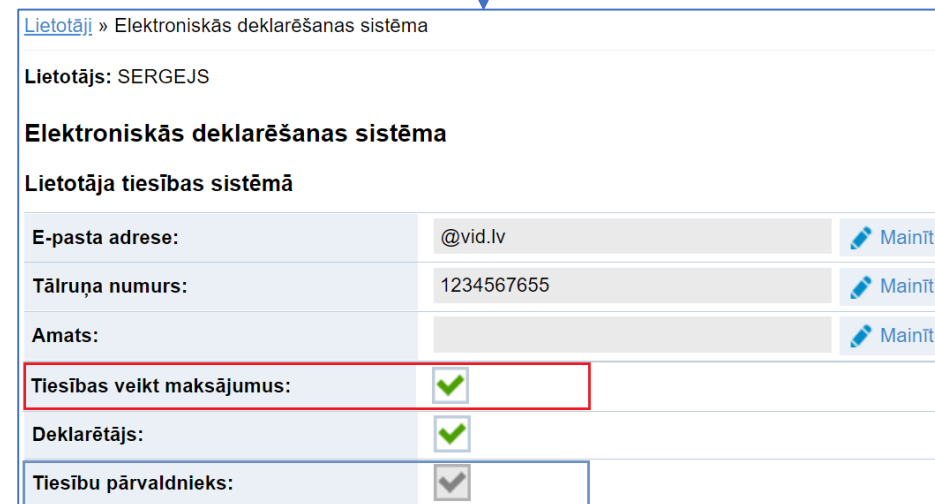 Lietotāji » Elektroniskās deklarēšanas sistēma
Lietotājs: SERGEJS
Elektroniskās deklarēšanas sistēma
Lietotāja tiesības sistēmā
E-pasta adrese: @vid.lv Mainīt
Tālruņa numurs: 1234567655 Mainīt
Amats: Mainīt
Tiesības veikt maksājumus:
Deklarētājs:
Tiesību pārvaldnieks: